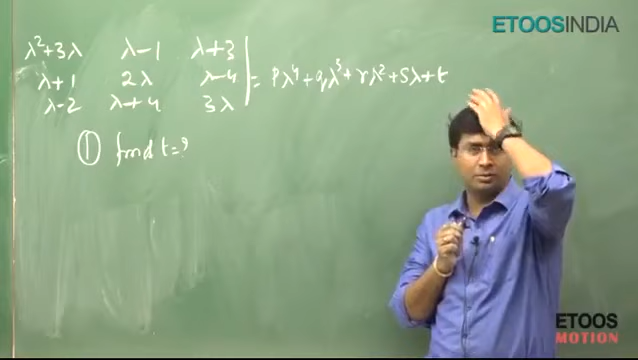 ETOOSINDIA
λ²+3λ λ-1 λ+3
λ+1 2λ λ-4 = pλ⁴+qλ³+rλ²+sλ+t
λ-2 λ+4 3λ
① find t=?
ETOOS
MOTION